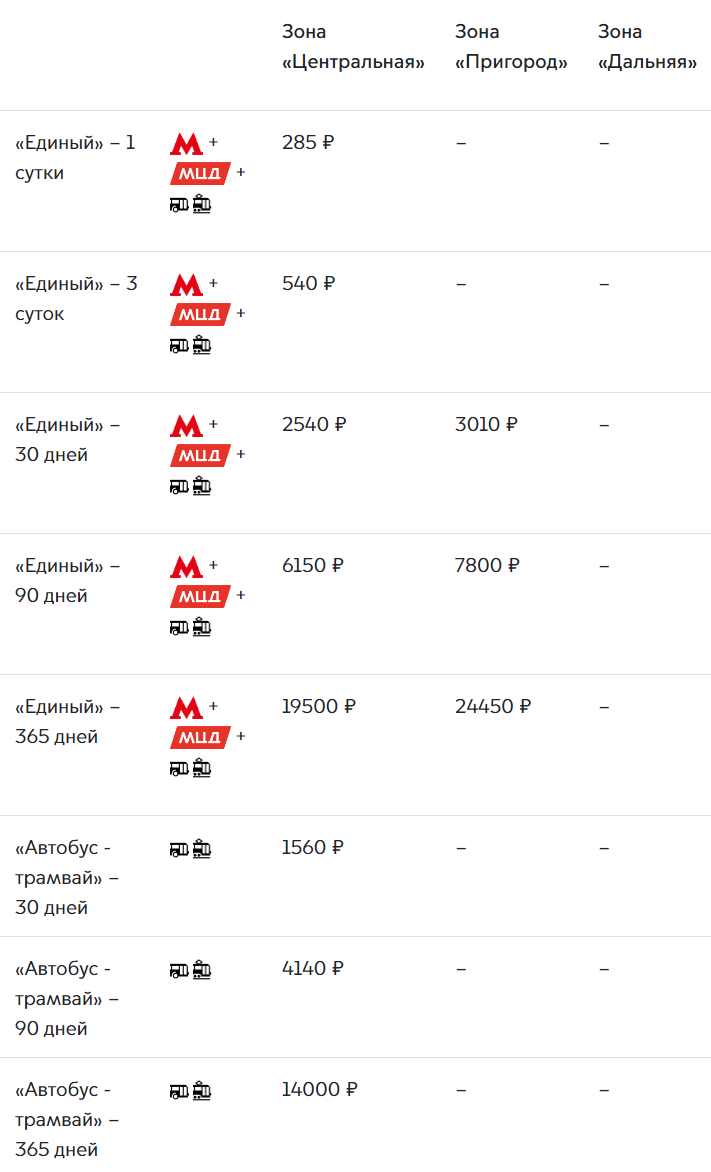 Зона Зона Зона
«Центральная» «Пригород» «Дальняя»
«Единый» – 1 М + 285 ₽ – –
сутки МЦД +
«Единый» – 3 М + 540 ₽ – –
суток МЦД +
«Единый» – М + 2540 ₽ 3010 ₽ –
30 дней МЦД +
«Единый» – М + 6150 ₽ 7800 ₽ –
90 дней МЦД +
«Единый» – М + 19500 ₽ 24450 ₽ –
365 дней МЦД +
«Автобус - 1560 ₽ – –
трамвай» –
30 дней
«Автобус - 4140 ₽ – –
трамвай» –
90 дней
«Автобус - 14000 ₽ – –
трамвай» –
365 дней